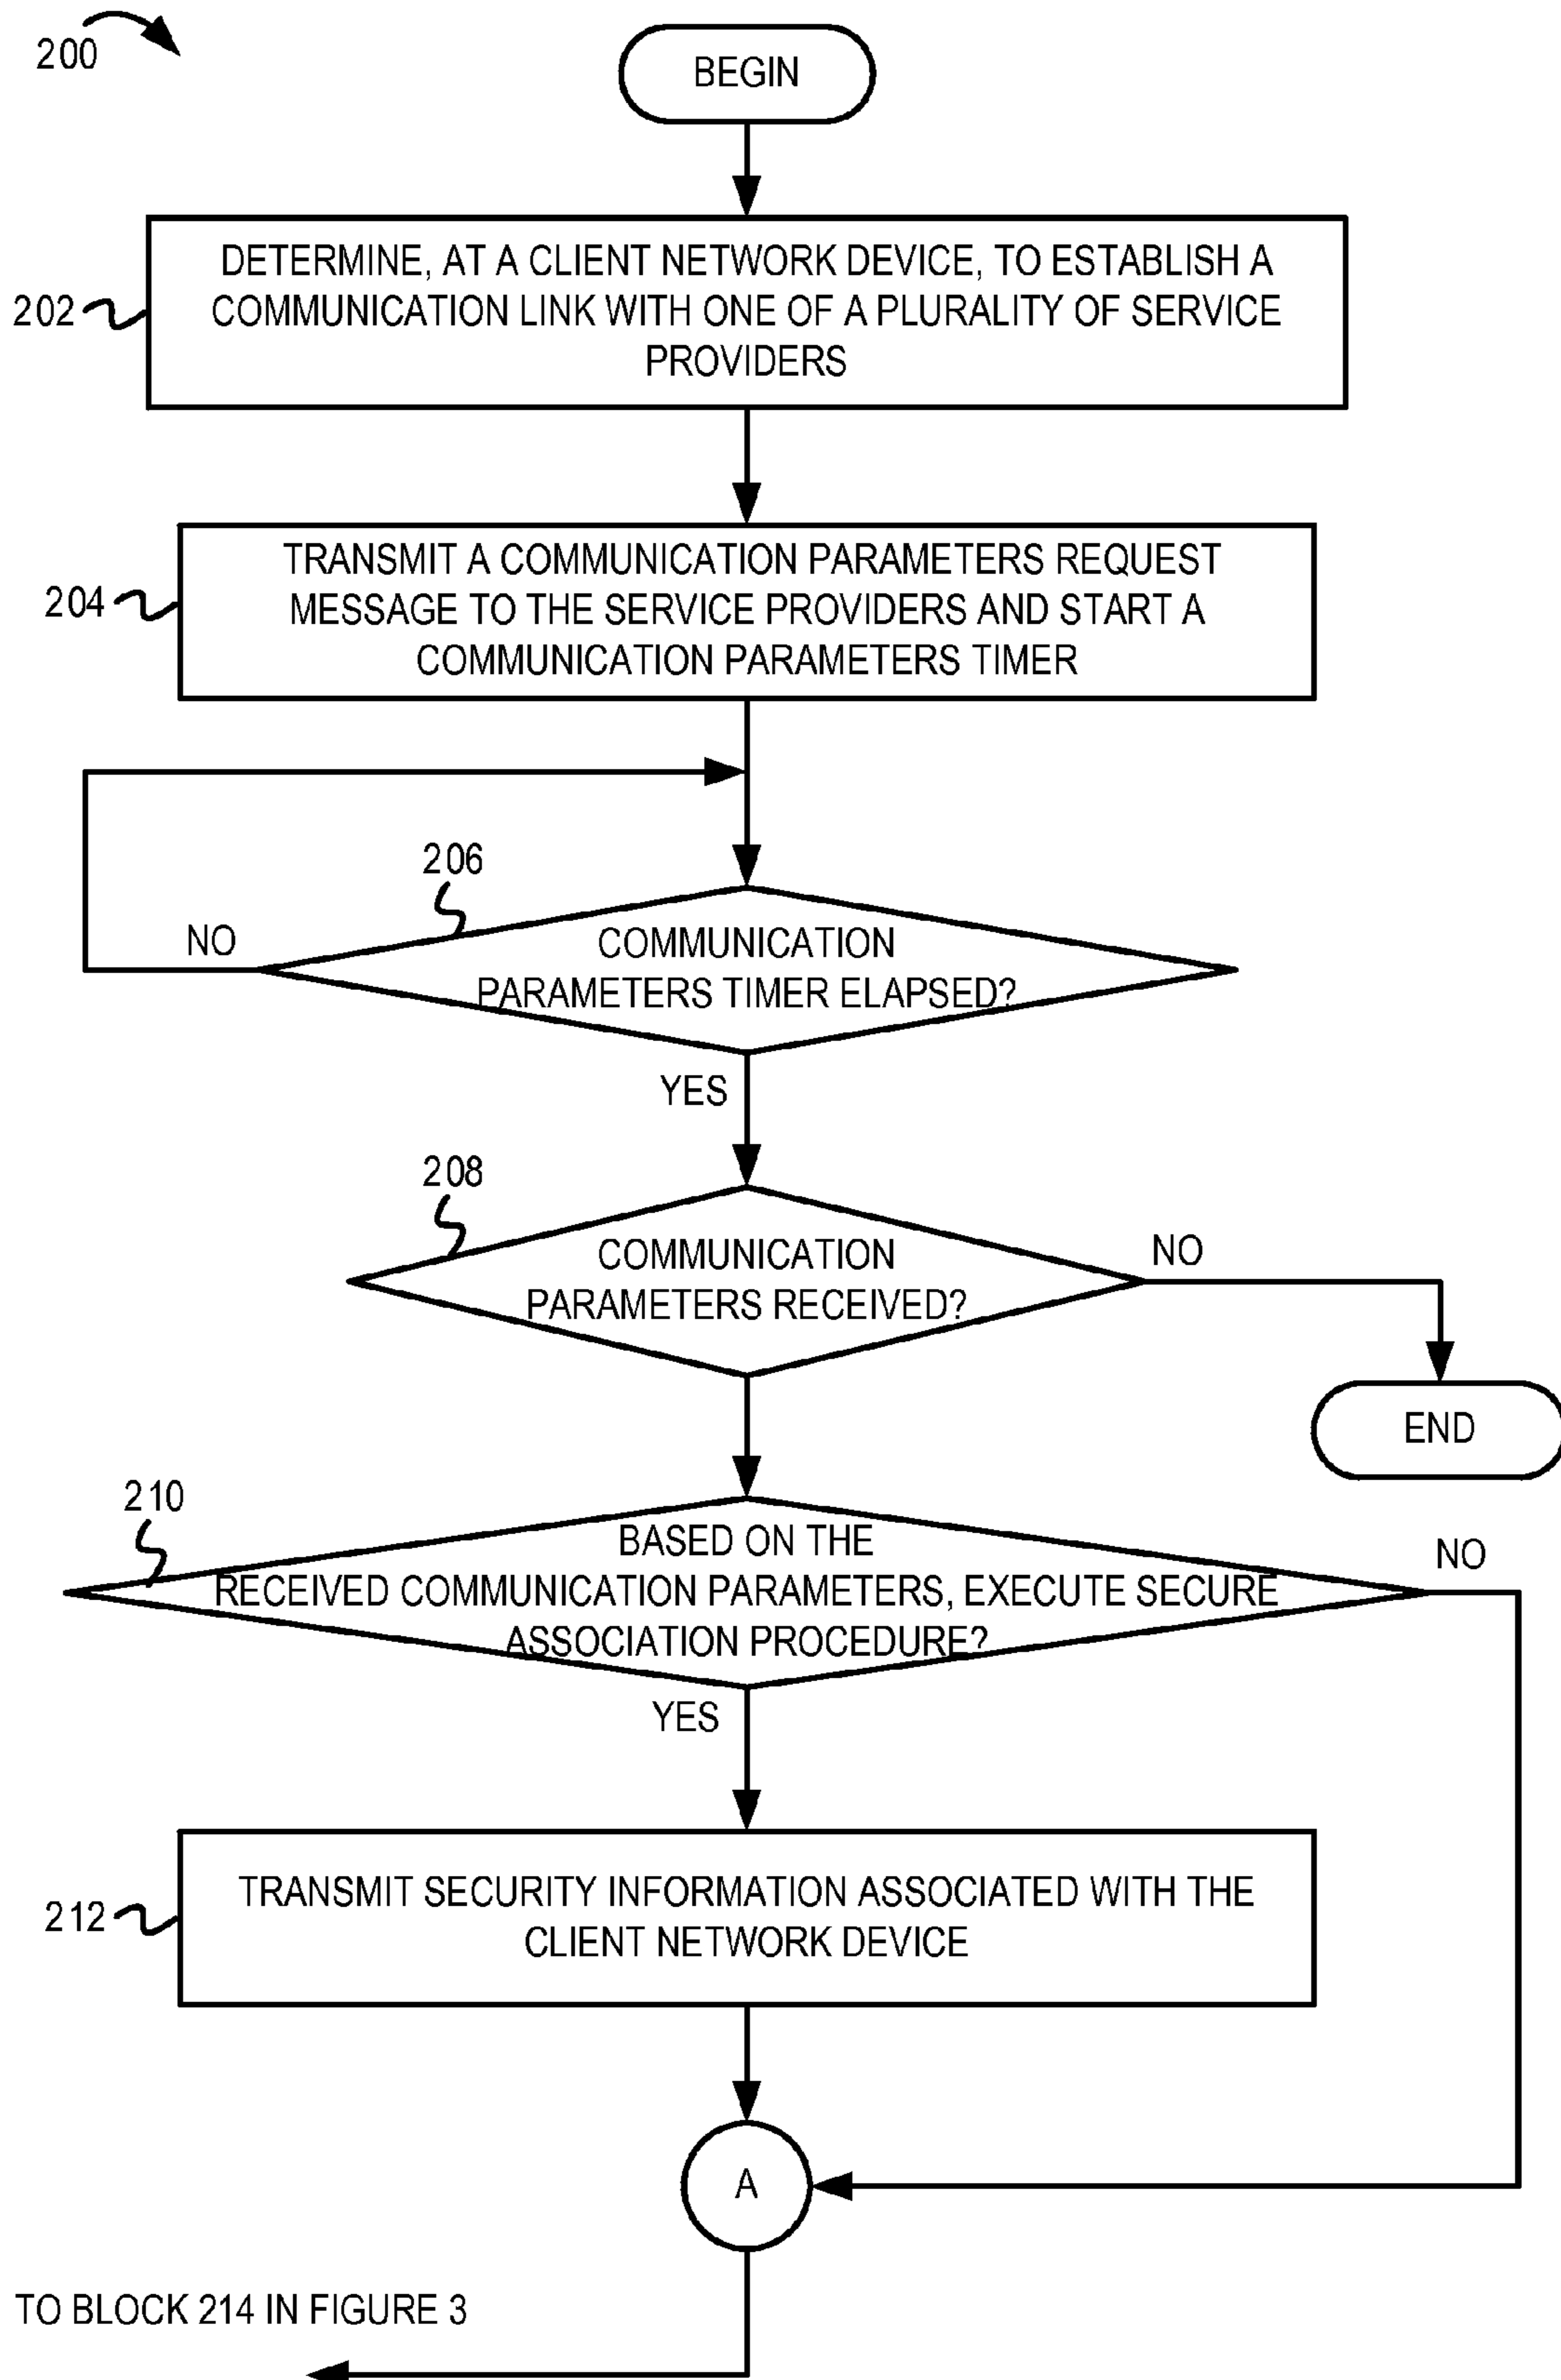 200
BEGIN
202
DETERMINE, AT A CLIENT NETWORK DEVICE, TO ESTABLISH A
COMMUNICATION LINK WITH ONE OF A PLURALITY OF SERVICE
PROVIDERS
204
TRANSMIT A COMMUNICATION PARAMETERS REQUEST
MESSAGE TO THE SERVICE PROVIDERS AND START A
COMMUNICATION PARAMETERS TIMER
206
NO
COMMUNICATION
PARAMETERS TIMER ELAPSED?
YES
208
COMMUNICATION
PARAMETERS RECEIVED?
NO
END
210
BASED ON THE
RECEIVED COMMUNICATION PARAMETERS, EXECUTE SECURE
ASSOCIATION PROCEDURE?
NO
YES
212
TRANSMIT SECURITY INFORMATION ASSOCIATED WITH THE
CLIENT NETWORK DEVICE
A
TO BLOCK 214 IN FIGURE 3